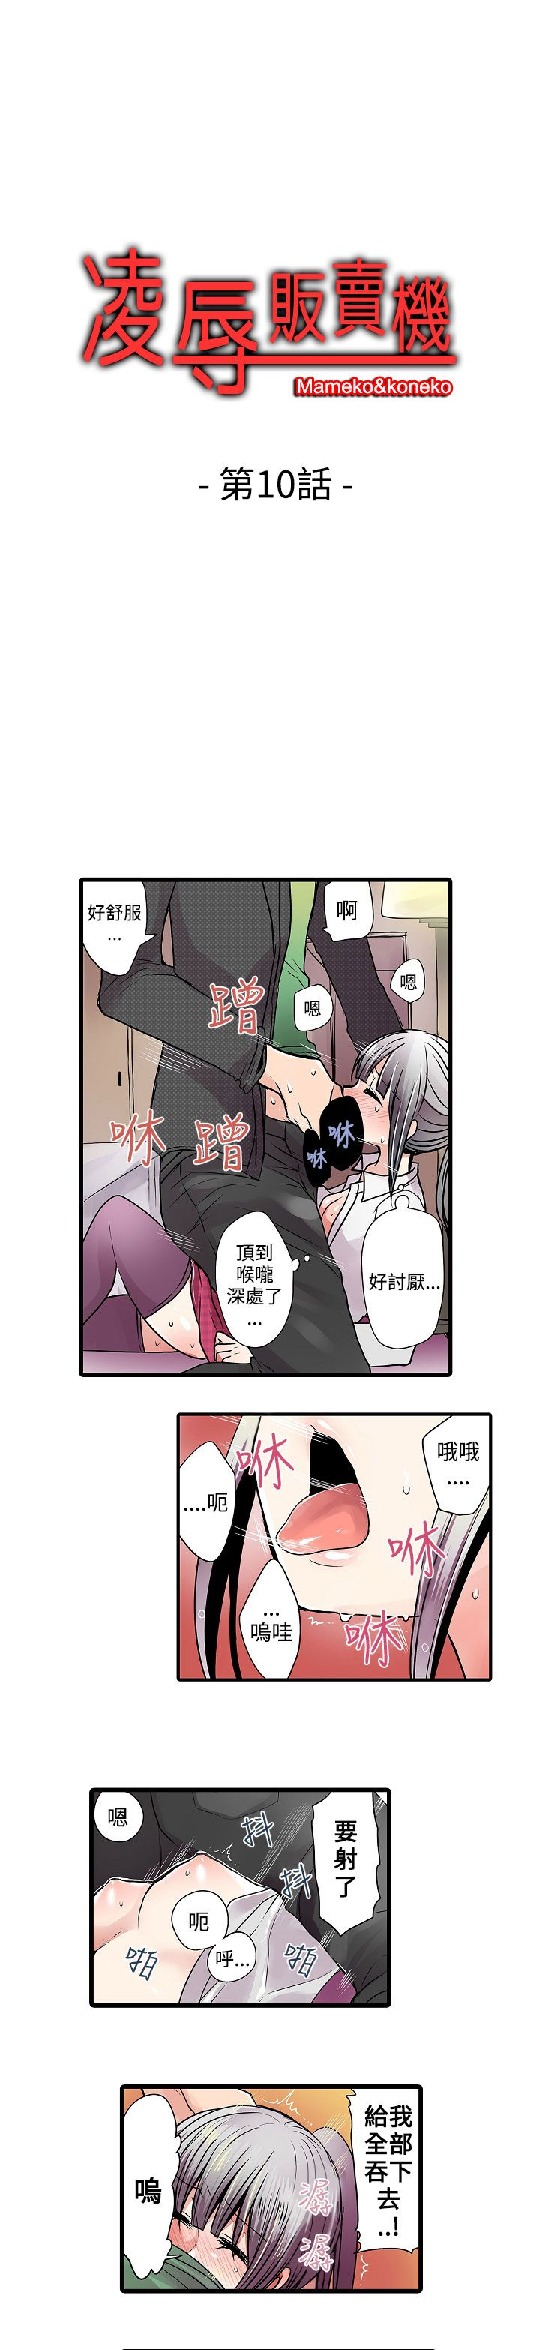 凌辱販賣機
Mameko&koneko
- 第10話 -
好舒服
...
啊
嗯
嗯
蹭
咻
蹭
咻
咻
頂到
喉嚨
深處了
...
好討厭...
哦哦
....
咻
....呃
咻
...
嗚哇
咻
嗯
要
射
了
抖
抖
呃
呼...
啪
啪
給我
全部
吞下
去
..!
嗚
潺
潺